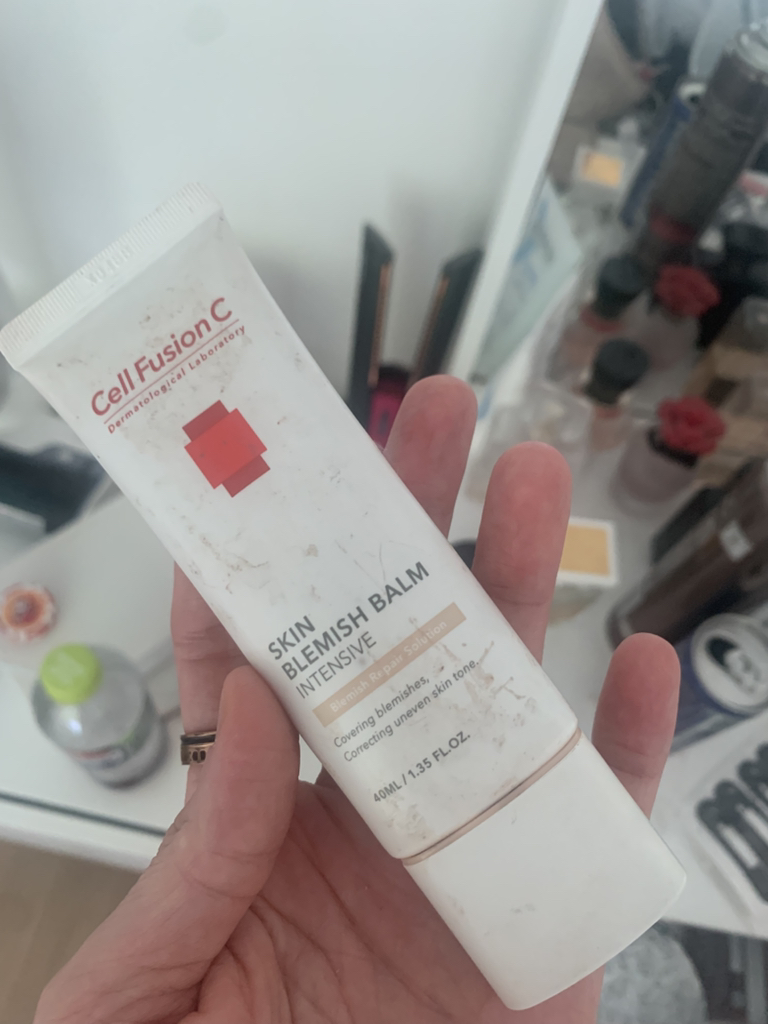 Cell Fusion C
Dermatological Laboratory
SKIN
BLEMISH BALM
INTENSIVE
Blemish Repair Solution
Covering blemishes,
Correcting uneven skin tone.
40ML / 1.35 FL.OZ.